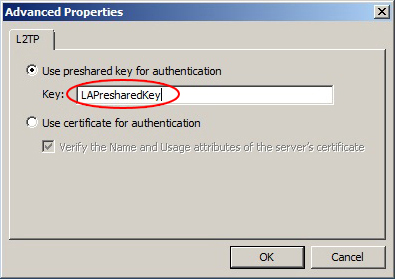 Advanced Properties
L2TP
Use preshared key for authentication
Key: LAPresharedKey
Use certificate for authentication
Verify the Name and Usage attributes of the server's certificate
OK Cancel